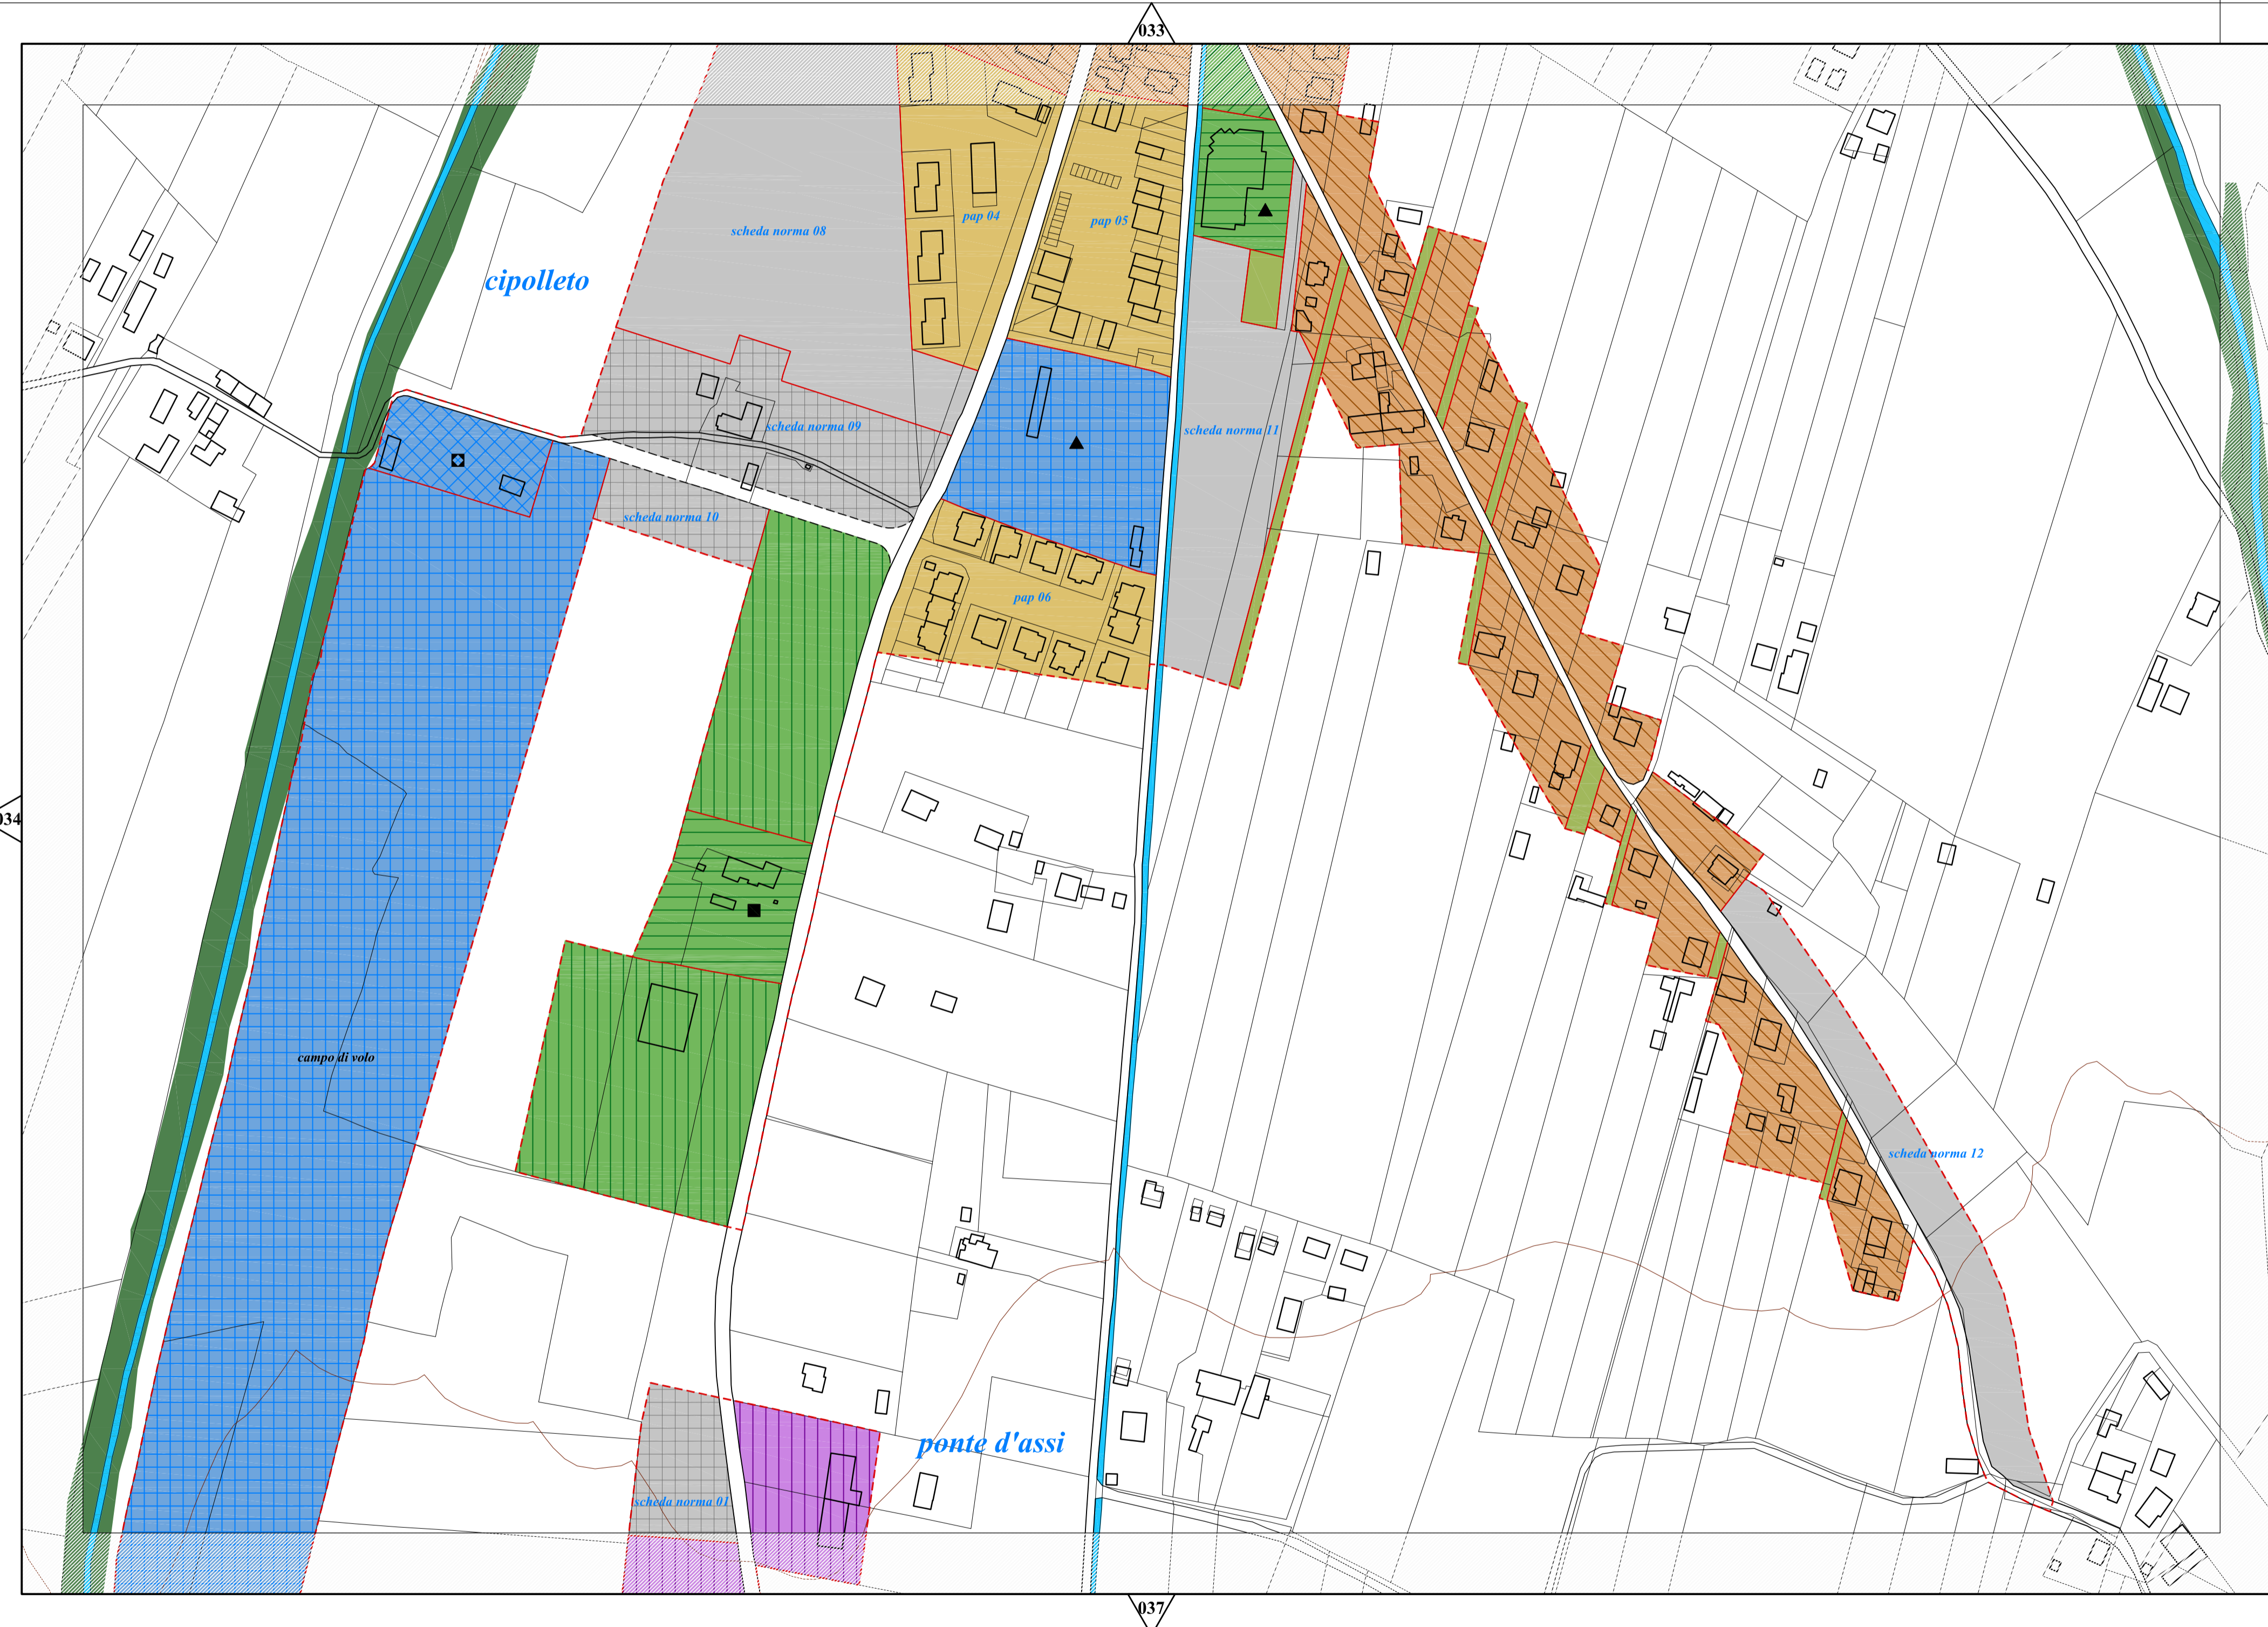 033
pap 04
pap 05
scheda norma 08
cipolleto
scheda norma 09
scheda norma 11
scheda norma 10
pap 06
034
campo di volo
scheda norma 12
ponte d'assi
scheda norma 01
037